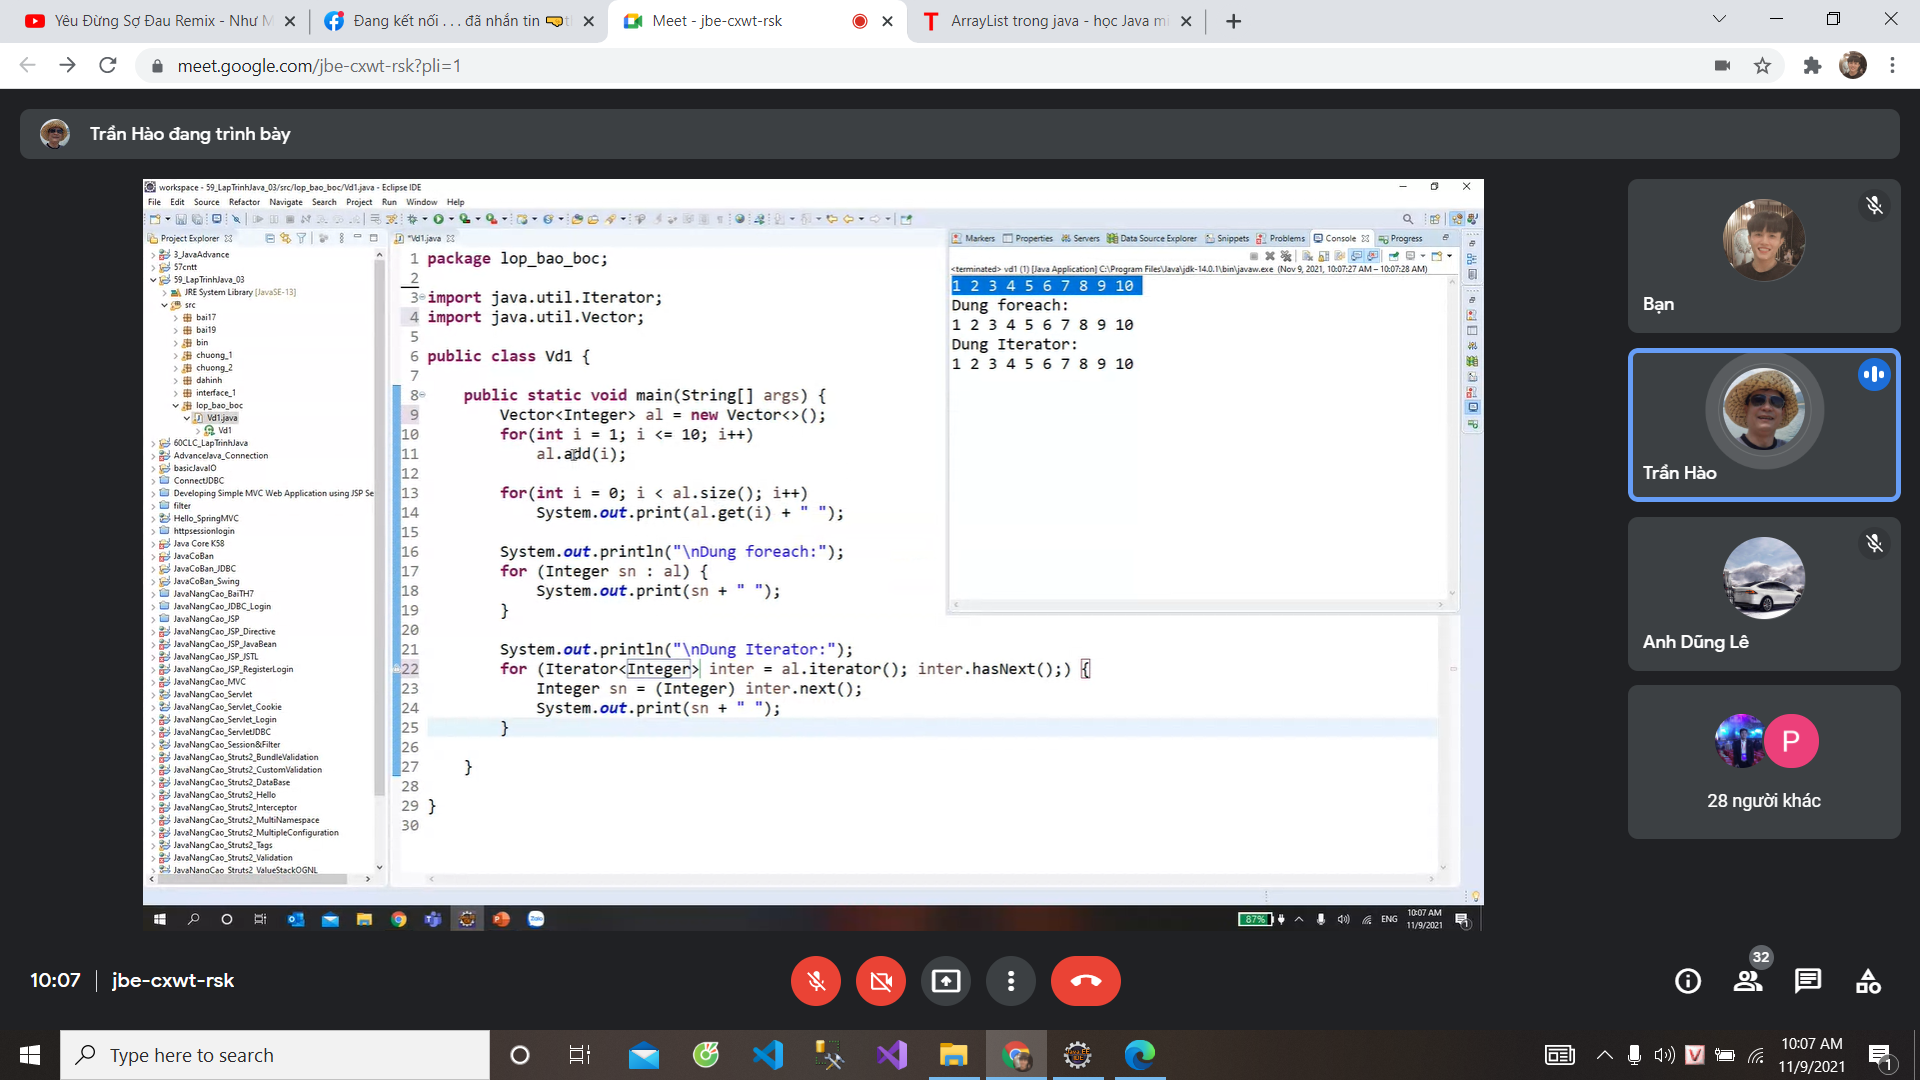 Yêu Đừng Sợ Đau Remix - Như M
Đang kết nối . . . đã nhắn tin
Meet - jbe-cxwt-rsk
ArrayList trong java - học Java mi
meet.google.com/jbe-cxwt-rsk?pli=1
Trần Hào đang trình bày
workspace - 59_LapTrinhJava_03/src/lop_bao_boc/Vd1.java - Eclipse IDE
File Edit Source Refactor Navigate Search Project Run Window Help
Project Explorer
*Vd1.java
3_JavaAdvance
57cntt
59_LapTrinhJava_03
JRE System Library [JavaSE-13]
src
bai17
bai19
bin
chuong_1
chuong_2
dahinh
interface_1
lop_bao_boc
Vd1.java
Vd1
60CLC_LapTrinhJava
AdvanceJava_Connection
basicJavaIO
ConnectJDBC
Developing Simple MVC Web Application using JSP Se
filter
Hello_SpringMVC
httpsessionlogin
Java Core K58
JavaCoBan
JavaCoBan_JDBC
JavaCoBan_Swing
JavaNangCao_BaiTH7
JavaNangCao_JDBC_Login
JavaNangCao_JSP
JavaNangCao_JSP_Directive
JavaNangCao_JSP_JavaBean
JavaNangCao_JSP_JSTL
JavaNangCao_JSP_RegisterLogin
JavaNangCao_MVC
JavaNangCao_Servlet
JavaNangCao_Servlet_Cookie
JavaNangCao_Servlet_Login
JavaNangCao_ServletJDBC
JavaNangCao_Session&Filter
JavaNangCao_Struts2_BundleValidation
JavaNangCao_Struts2_CustomValidation
JavaNangCao_Struts2_DataBase
JavaNangCao_Struts2_Hello
JavaNangCao_Struts2_Interceptor
JavaNangCao_Struts2_MultiNamespace
JavaNangCao_Struts2_MultipleConfiguration
JavaNangCao_Struts2_Tags
JavaNangCao_Struts2_Validation
JavaNangCao_Struts2_ValueStackOGNL
1 package lop_bao_boc;
2
3 import java.util.Iterator;
4 import java.util.Vector;
5
6 public class Vd1 {
7
8 public static void main(String[] args) {
9 Vector<Integer> al = new Vector<>();
10 for(int i = 1; i <= 10; i++)
11 al.add(i);
12
13 for(int i = 0; i < al.size(); i++)
14 System.out.print(al.get(i) + " ");
15
16 System.out.println("\nDung foreach:");
17 for (Integer sn : al) {
18 System.out.print(sn + " ");
19 }
20
21 System.out.println("\nDung Iterator:");
22 for (Iterator<Integer> inter = al.iterator(); inter.hasNext();) {
23 Integer sn = (Integer) inter.next();
24 System.out.print(sn + " ");
25 }
26
27 }
28
29 }
30
Markers Properties Servers Data Source Explorer Snippets Problems Console Progress
<terminated> vd1 (1) [Java Application] C:\Program Files\Java\jdk-14.0.1\bin\javaw.exe (Nov 9, 2021, 10:07:27 AM – 10:07:28 AM)
1 2 3 4 5 6 7 8 9 10
Dung foreach:
1 2 3 4 5 6 7 8 9 10
Dung Iterator:
1 2 3 4 5 6 7 8 9 10
87%
ENG
10:07 AM
11/9/2021
Bạn
Trần Hào
Anh Dũng Lê
P
28 người khác
10:07 jbe-cxwt-rsk
32
Type here to search
10:07 AM
11/9/2021
1